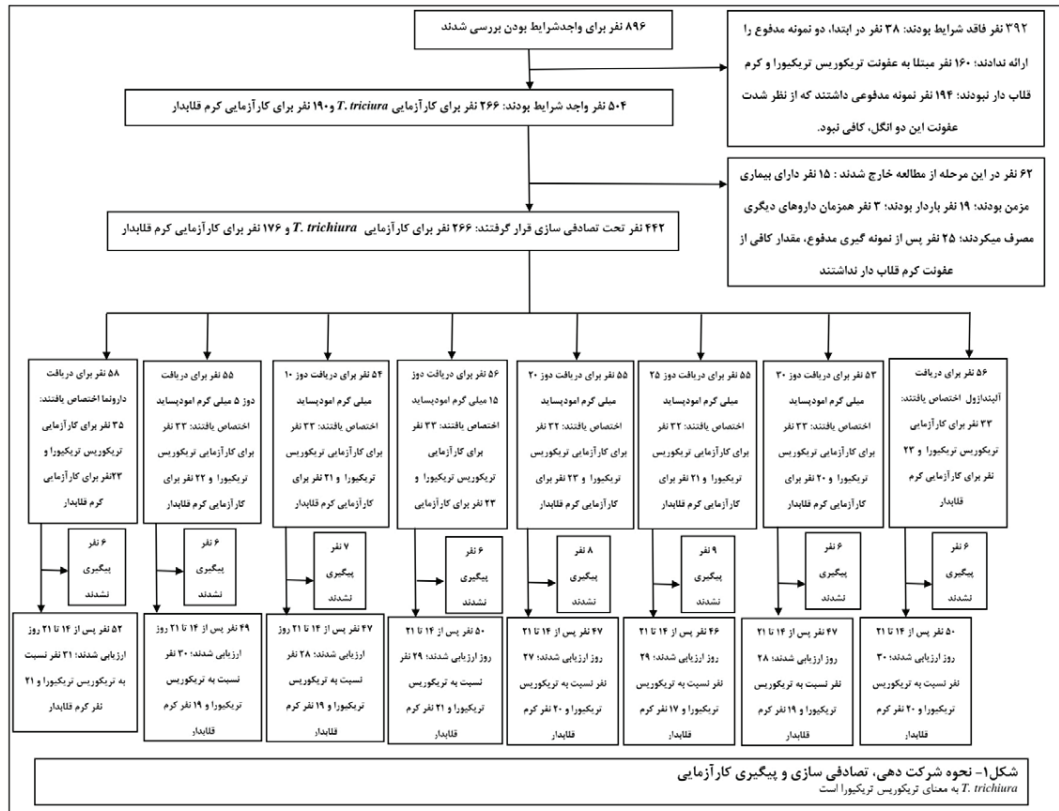 ۸۹۶ نفر برای واجدشرایط بودن بررسی شدند
۳۹۲ نفر فاقد شرایط بودند: ۳۸ نفر در ابتدا، دو نمونه مدفوع را
ارائه ندادند؛ ۱۶۰ نفر مبتلا به عفونت تریکوریس تریکیورا و کرم
قلاب دار نبودند؛ ۱۹۴ نفر نمونه مدفوعی داشتند که از نظر شدت
عفونت این دو انگل، کافی نبود.
۵۰۴ نفر واجد شرایط بودند: ۲۶۶ نفر برای کارآزمایی T. triciura و۱۹۰ نفر برای کارآزمایی کرم قلابدار
۶۲ نفر در این مرحله از مطالعه خارج شدند : ۱۵ نفر دارای بیماری
مزمن بودند؛ ۱۹ نفر باردار بودند؛ ۳ نفر همزمان داروهای دیگری
مصرف میکردند؛ ۲۵ نفر پس از نمونه گیری مدفوع، مقدار کافی از
عفونت کرم قلاب دار نداشتند
۴۴۲ نفر تحت تصادفی سازی قرار گرفتند: ۲۶۶ نفر برای کارآزمایی T. trichiura و ۱۷۶ نفر برای کارآزمایی کرم قلابدار
۵۶ نفر برای دریافت
آلبندازول اختصاص یافتند:
۳۳ نفر برای کارآزمایی
تریکوریس تریکیورا و ۲۳
نفر برای کارآزمایی کرم
قلابدار
۵۳ نفر برای دریافت دوز ۳۰
میلی گرم امودپساید
اختصاص یافتند: ۳۳ نفر
برای کارآزمایی تریکوریس
تریکیورا و ۲۰ نفر برای
کارآزمایی کرم قلابدار
۵۵ نفر برای دریافت دوز ۲۵
میلی گرم امودپساید
اختصاص یافتند: ۳۲ نفر
برای کارآزمایی تریکوریس
تریکیورا و ۲۱ نفر برای
کارآزمایی کرم قلابدار
۵۵ نفر برای دریافت دوز ۲۰
میلی گرم امودپساید
اختصاص یافتند: ۳۲ نفر
برای کارآزمایی تریکوریس
تریکیورا و ۲۳ نفر برای
کارآزمایی کرم قلابدار
۵۶ نفر برای دریافت دوز
۱۵ میلی گرم امودپساید
اختصاص یافتند: ۳۳ نفر
برای کارآزمایی
تریکوریس تریکیورا و
۲۳ نفر برای کارآزمایی
۵۴ نفر برای دریافت دوز ۱۰
میلی گرم امودپساید
اختصاص یافتند: ۳۳ نفر
برای کارآزمایی تریکوریس
تریکیورا و ۲۱ نفر برای
کارآزمایی کرم قلابدار
۵۵ نفر برای دریافت
دوز ۵ میلی گرم امودپساید
اختصاص یافتند: ۳۳ نفر
برای کارآزمایی تریکوریس
تریکیورا و ۲۲ نفر برای
کارآزمایی کرم قلابدار
۵۸ نفر برای دریافت
دارونما اختصاص یافتند:
۳۵ نفر برای کارآزمایی
تریکوریس تریکیورا و
۲۳نفر برای کارآزمایی
کرم قلابدار
۶ نفر
پیگیری
نشدند
۶ نفر
پیگیری
نشدند
۹ نفر
پیگیری
نشدند
۸ نفر
پیگیری
نشدند
۶ نفر
پیگیری
نشدند
۷ نفر
پیگیری
نشدند
۶ نفر
پیگیری
نشدند
۶ نفر
پیگیری
نشدند
۵۰ نفر پس از ۱۴ تا ۲۱
روز ارزیابی شدند؛ ۳۰
نفر نسبت به تریکوریس
تریکیورا و ۲۰ نفر کرم
قلابدار
۴۷ نفر پس از ۱۴ تا ۲۱
روز ارزیابی شدند؛ ۲۸
نفر نسبت به تریکوریس
تریکیورا و ۱۹ نفر کرم
قلابدار
۴۶ نفر پس از ۱۴ تا ۲۱
روز ارزیابی شدند؛ ۲۹
نفر نسبت به تریکوریس
تریکیورا و ۱۷ نفر کرم
قلابدار
۴۷ نفر پس از ۱۴ تا ۲۱
روز ارزیابی شدند؛ ۲۷
نفر نسبت به تریکوریس
تریکیورا و ۲۰ نفر کرم
قلابدار
۵۰ نفر پس از ۱۴ تا ۲۱
روز ارزیابی شدند؛ ۲۹ نفر
نسبت به تریکوریس
تریکیورا و ۲۱ نفر کرم
قلابدار
۴۷ نفر پس از ۱۴ تا ۲۱ روز
ارزیابی شدند؛ ۲۸ نفر
نسبت به تریکوریس
تریکیورا و ۱۹ نفر کرم
قلابدار
۴۹ نفر پس از ۱۴ تا ۲۱ روز
ارزیابی شدند؛ ۳۰ نفر
نسبت به تریکوریس
تریکیورا و ۱۹ نفر کرم
قلابدار
۵۲ نفر پس از ۱۴ تا ۲۱ روز
ارزیابی شدند؛ ۳۱ نفر نسبت
به تریکوریس تریکیورا و ۲۱
نفر کرم قلابدار
شکل۱- نحوه شرکت دهی، تصادفی سازی و پیگیری کارآزمایی
T. trichiura به معنای تریکوریس تریکیورا است